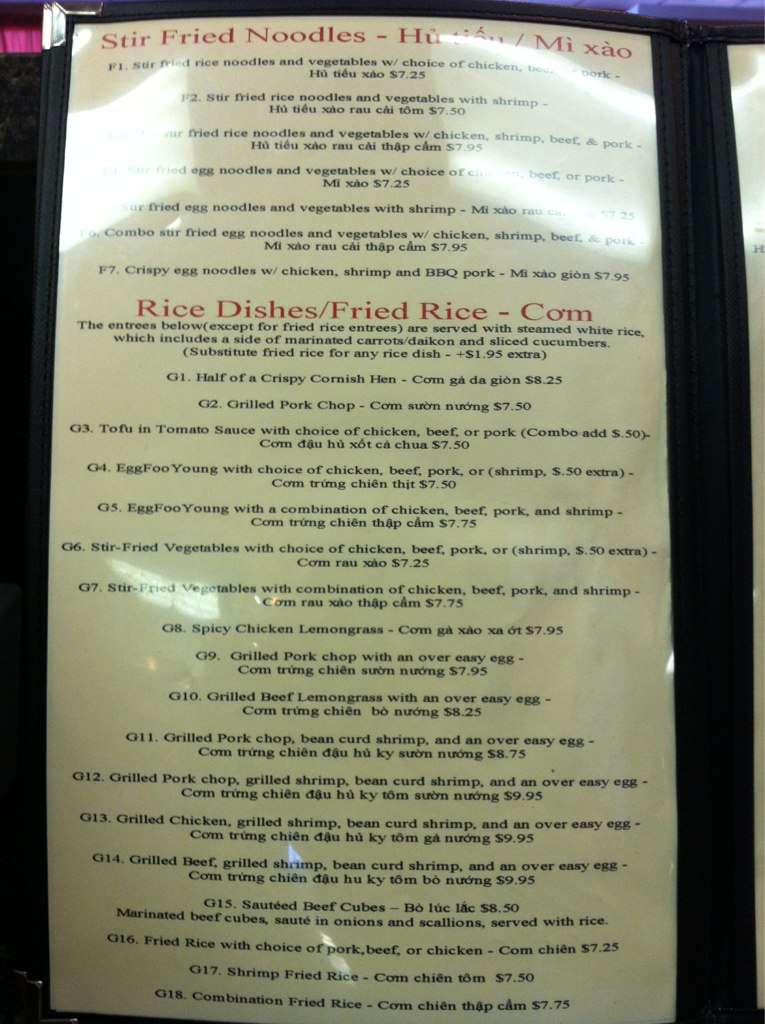 Stir Fried Noodles - Hủ tiếu / Mì xào
F1. Stir fried rice noodles and vegetables w/ choice of chicken, pork -
Hủ tiếu xào $7.25
F2. Stir fried rice noodles and vegetables with shrimp -
Hủ tiếu xào rau cải tôm $7.50
stir fried rice noodles and vegetables w/ chicken, shrimp, beef, & pork -
Hủ tiếu xào rau cải thập cẩm $7.95
fried egg noodles and vegetables w/ choice of beef, or pork -
Mì xào $7.25
stir fried egg noodles and vegetables with shrimp - Mì xào rau $7.25
F6. Combo stir fried egg noodles and vegetables w/ chicken, shrimp, beef, & pork -
Mì xào rau cải thập cẩm $7.95
F7. Crispy egg noodles w/ chicken, shrimp and BBQ pork - Mì xào giòn $7.95
Rice Dishes/Fried Rice - Cơm
The entrees below(except for fried rice entrees) are served with steamed white rice,
which includes a side of marinated carrots/daikon and sliced cucumbers.
(Substitute fried rice for any rice dish - +$1.95 extra)
G1. Half of a Crispy Cornish Hen - Cơm gà da giòn $8.25
G2. Grilled Pork Chop - Cơm sườn nướng $7.50
G3. Tofu in Tomato Sauce with choice of chicken, beef, or pork (Combo add $.50)-
Cơm đậu hủ xốt cà chua $7.50
G4. EggFooYoung with choice of chicken, beef, pork, or (shrimp, $.50 extra) -
Cơm trứng chiên thịt $7.50
G5. EggFooYoung with a combination of chicken, beef, pork, and shrimp -
Cơm trứng chiên thập cẩm $7.75
G6. Stir-Fried Vegetables with choice of chicken, beef, pork, or (shrimp, $.50 extra) -
Cơm rau xào $7.25
G7. Stir-Fried Vegetables with combination of chicken, beef, pork, and shrimp -
Cơm rau xào thập cẩm $7.75
G8. Spicy Chicken Lemongrass - Cơm gà xào xa ớt $7.95
G9. Grilled Pork chop with an over easy egg -
Cơm trứng chiên sườn nướng $7.95
G10. Grilled Beef Lemongrass with an over easy egg -
Cơm trứng chiên bò nướng $8.25
G11. Grilled Pork chop, bean curd shrimp, and an over easy egg -
Cơm trứng chiên đậu hủ ky sườn nướng $8.75
G12. Grilled Pork chop, grilled shrimp, bean curd shrimp, and an over easy egg -
Cơm trứng chiên đậu hủ ky tôm sườn nướng $9.95
G13. Grilled Chicken, grilled shrimp, bean curd shrimp, and an over easy egg -
Cơm trứng chiên đậu hủ ky tôm gà nướng $9.95
G14. Grilled Beef, grilled shrimp, bean curd shrimp, and an over easy egg -
Cơm trứng chiên đậu hu ky tôm bò nướng $9.95
G15. Sautéed Beef Cubes – Bò lúc lắc $8.50
Marinated beef cubes, sauté in onions and scallions, served with rice.
G16. Fried Rice with choice of pork,beef, or chicken - Com chiên $7.25
G17. Shrimp Fried Rice - Cơm chiên tôm $7.50
G18. Combination Fried Rice - Cơm chiên thập cẩm $7.75